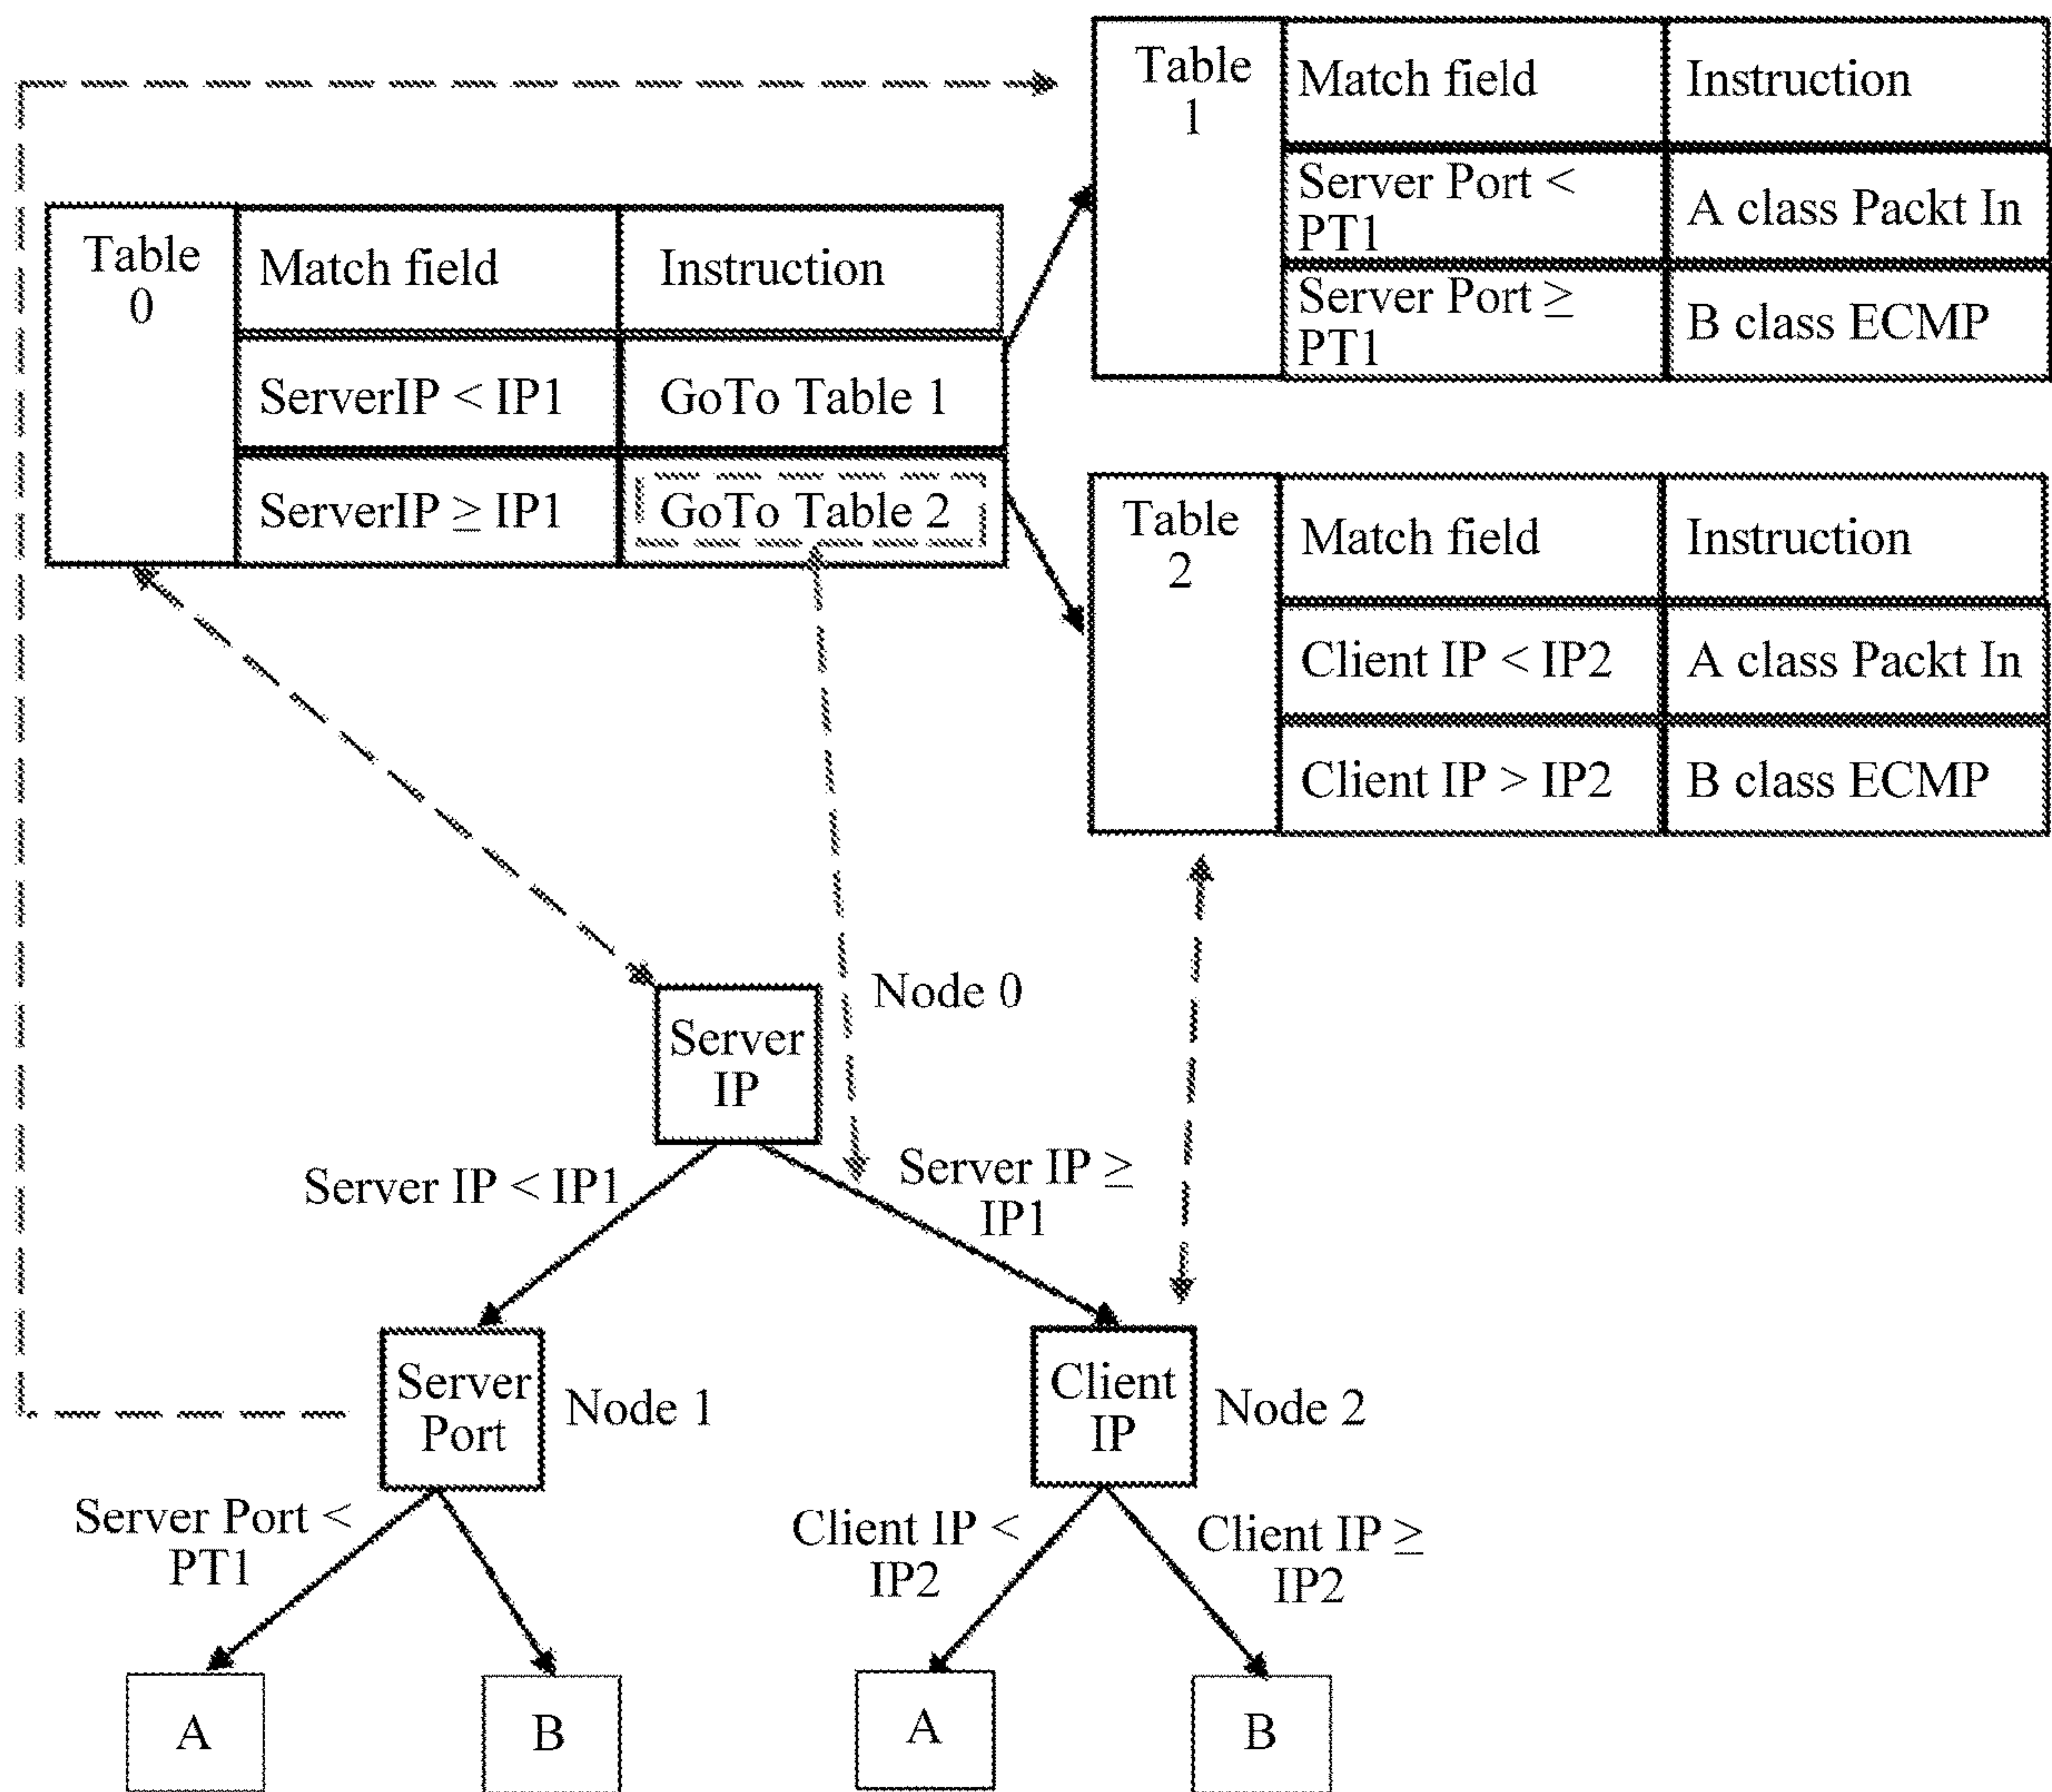 Table
1
Match field
Instruction
Server Port <
PT1
A class Packt In
Server Port ≥
PT1
B class ECMP
Table
0
Match field
Instruction
ServerIP < IP1
GoTo Table 1
ServerIP ≥ IP1
GoTo Table 2
Table
2
Match field
Instruction
Client IP < IP2
A class Packt In
Client IP > IP2
B class ECMP
Node 0
Server
IP
Server IP < IP1
Server IP ≥
IP1
Server
Port
Node 1
Client
IP
Node 2
Server Port <
PT1
Client IP <
IP2
Client IP ≥
IP2
A
B
A
B